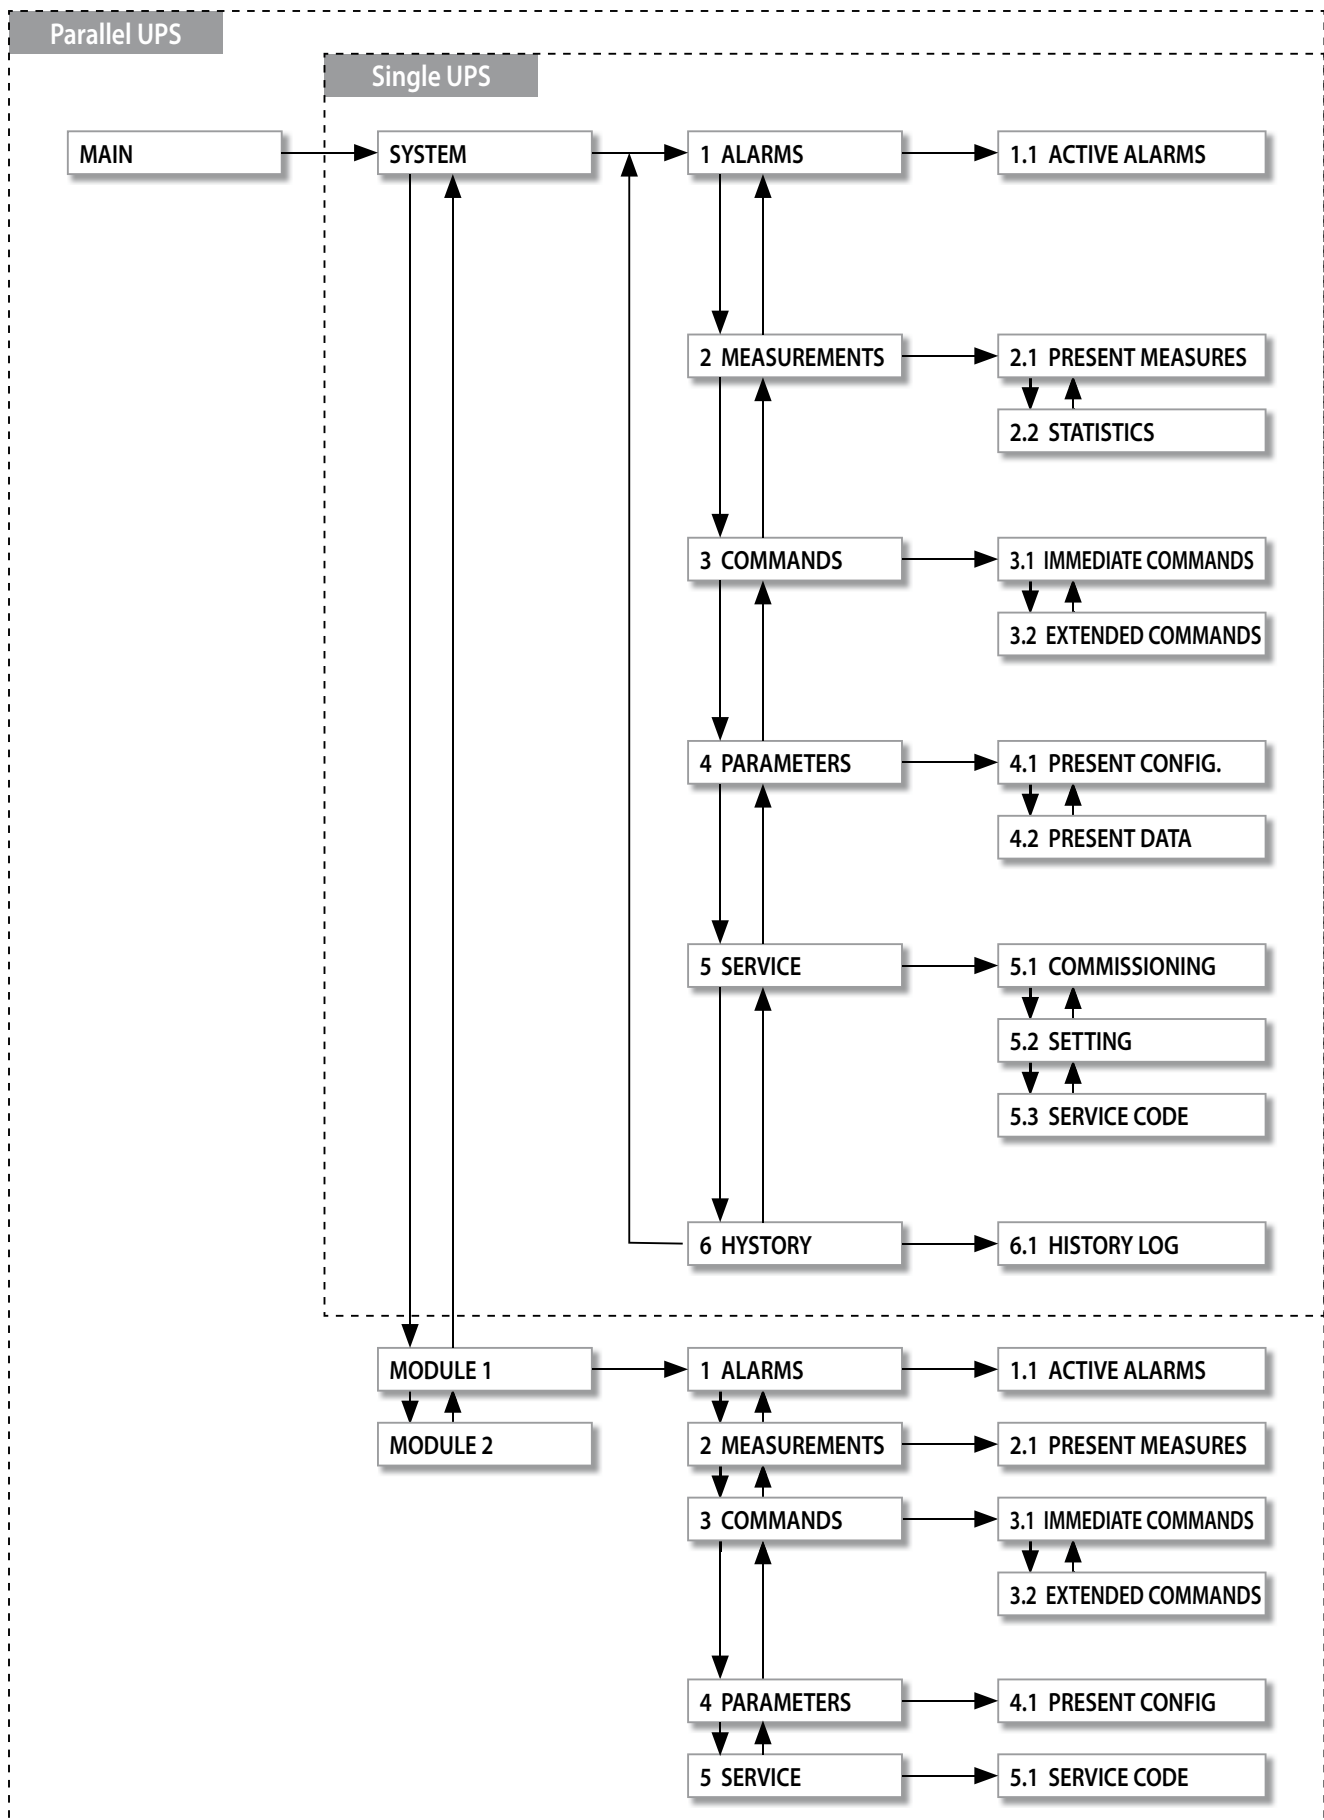 Parallel UPS
Single UPS
MAIN
SYSTEM
1 ALARMS
1.1 ACTIVE ALARMS
2 MEASUREMENTS
2.1 PRESENT MEASURES
2.2 STATISTICS
3 COMMANDS
3.1 IMMEDIATE COMMANDS
3.2 EXTENDED COMMANDS
4 PARAMETERS
4.1 PRESENT CONFIG.
4.2 PRESENT DATA
5 SERVICE
5.1 COMMISSIONING
5.2 SETTING
5.3 SERVICE CODE
6 HYSTORY
6.1 HISTORY LOG
MODULE 1
1 ALARMS
1.1 ACTIVE ALARMS
MODULE 2
2 MEASUREMENTS
2.1 PRESENT MEASURES
3 COMMANDS
3.1 IMMEDIATE COMMANDS
3.2 EXTENDED COMMANDS
4 PARAMETERS
4.1 PRESENT CONFIG
5 SERVICE
5.1 SERVICE CODE